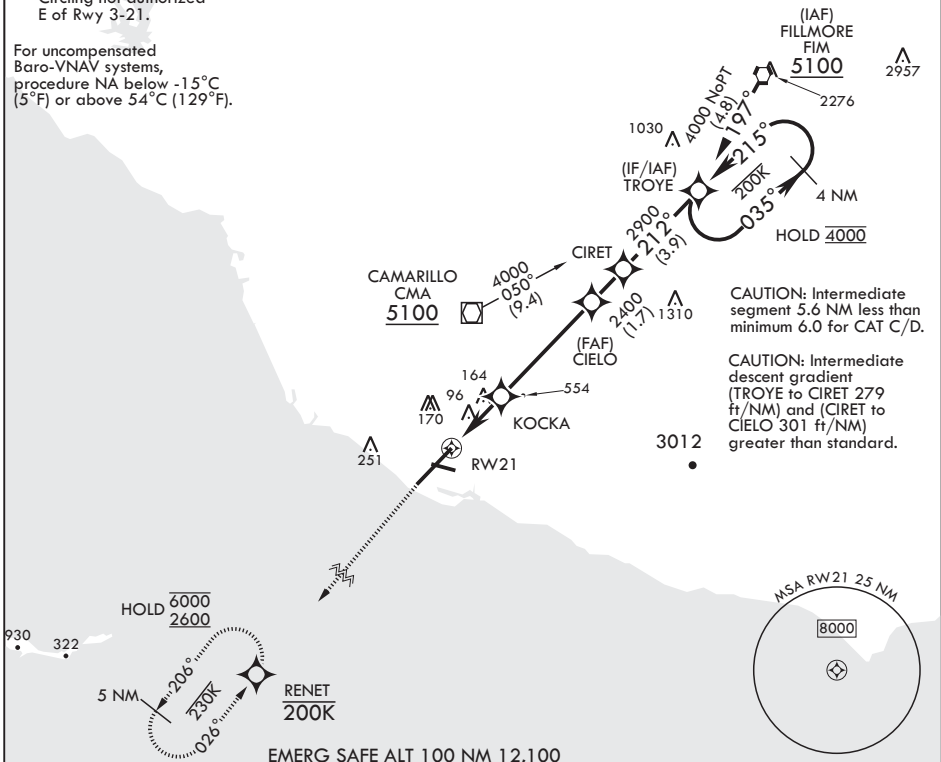 Circling not authorized
E of Rwy 3-21.
For uncompensated
Baro-VNAV systems,
procedure NA below -15°C
(5°F) or above 54°C (129°F).
(IAF)
FILLMORE
FIM
5100
2957
2276
4000 NoPT
(4.8)
197°
215°
1030
(IF/IAF)
TROYE
200K
035°
4 NM
HOLD 4000
2900
212°
(3.9)
CIRET
CAMARILLO
CMA
5100
4000
050°
(9.4)
2400
(1.7)
1310
(FAF)
CIELO
CAUTION: Intermediate
segment 5.6 NM less than
minimum 6.0 for CAT C/D.
CAUTION: Intermediate
descent gradient
(TROYE to CIRET 279
ft/NM) and (CIRET to
CIELO 301 ft/NM)
greater than standard.
164
96
170
554
KOCKA
251
RW21
3012
MSA RW21 25 NM
8000
HOLD 6000
2600
930
322
206°
230K
026°
5 NM
RENET
200K
EMERG SAFE ALT 100 NM 12,100